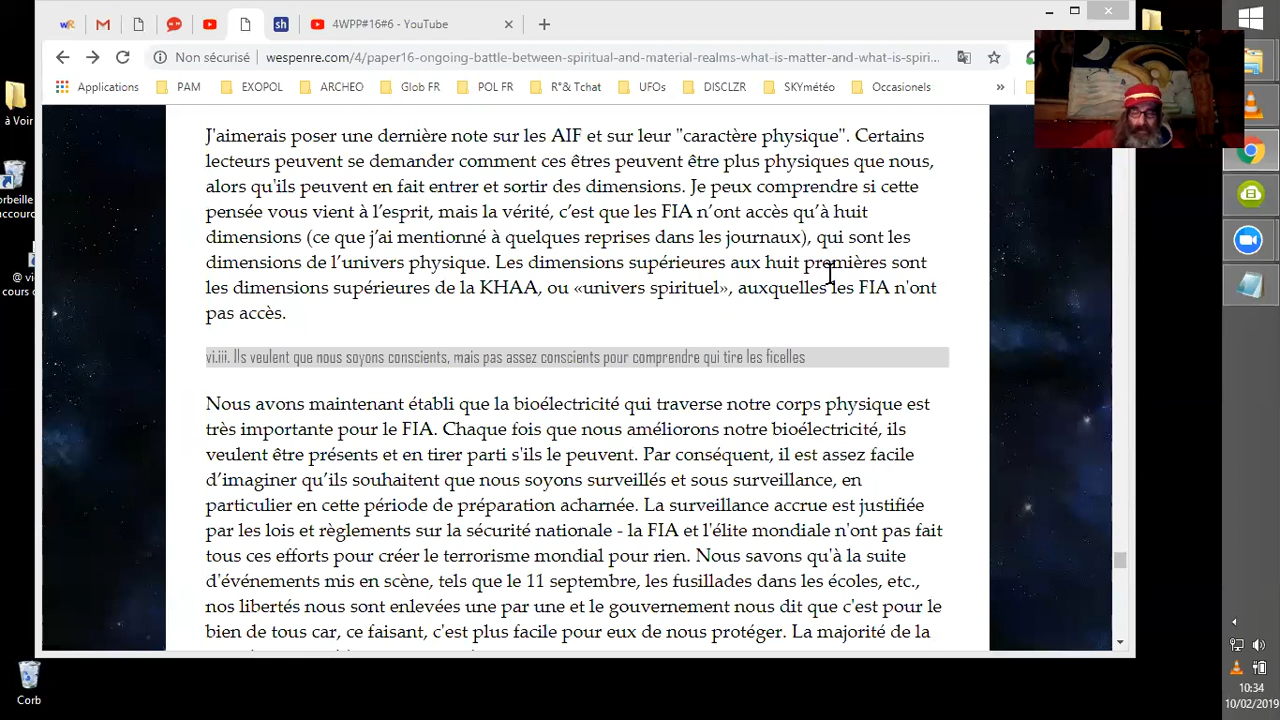 4WPP#16#6 - YouTube
Non sécurisé wespenre.com/4/paper16-ongoing-battle-between-spiritual-and-material-realms-what-is-matter-and-what-is-spiri...
Applications PAM EXOPOL ARCHEO Glob FR POL FR R"& Tchat UFOs DISCLZR SKYmétéo Occasionels »
à Voir
J'aimerais poser une dernière note sur les AIF et sur leur "caractère physique". Certains
lecteurs peuvent se demander comment ces êtres peuvent être plus physiques que nous,
alors qu'ils peuvent en fait entrer et sortir des dimensions. Je peux comprendre si cette
pensée vous vient à l’esprit, mais la vérité, c’est que les FIA n’ont accès qu’à huit
dimensions (ce que j’ai mentionné à quelques reprises dans les journaux), qui sont les
dimensions de l’univers physique. Les dimensions supérieures aux huit premières sont
les dimensions supérieures de la KHAA, ou «univers spirituel», auxquelles les FIA n'ont
pas accès.
vi.iii. Ils veulent que nous soyons conscients, mais pas assez conscients pour comprendre qui tire les ficelles
Nous avons maintenant établi que la bioélectricité qui traverse notre corps physique est
très importante pour le FIA. Chaque fois que nous améliorons notre bioélectricité, ils
veulent être présents et en tirer parti s'ils le peuvent. Par conséquent, il est assez facile
d’imaginer qu’ils souhaitent que nous soyons surveillés et sous surveillance, en
particulier en cette période de préparation acharnée. La surveillance accrue est justifiée
par les lois et règlements sur la sécurité nationale - la FIA et l'élite mondiale n'ont pas fait
tous ces efforts pour créer le terrorisme mondial pour rien. Nous savons qu'à la suite
d'événements mis en scène, tels que le 11 septembre, les fusillades dans les écoles, etc.,
nos libertés nous sont enlevées une par une et le gouvernement nous dit que c'est pour le
bien de tous car, ce faisant, c'est plus facile pour eux de nous protéger. La majorité de la
orbeille
ccourc
@ vi
cours c
Corb
10:34
10/02/2019